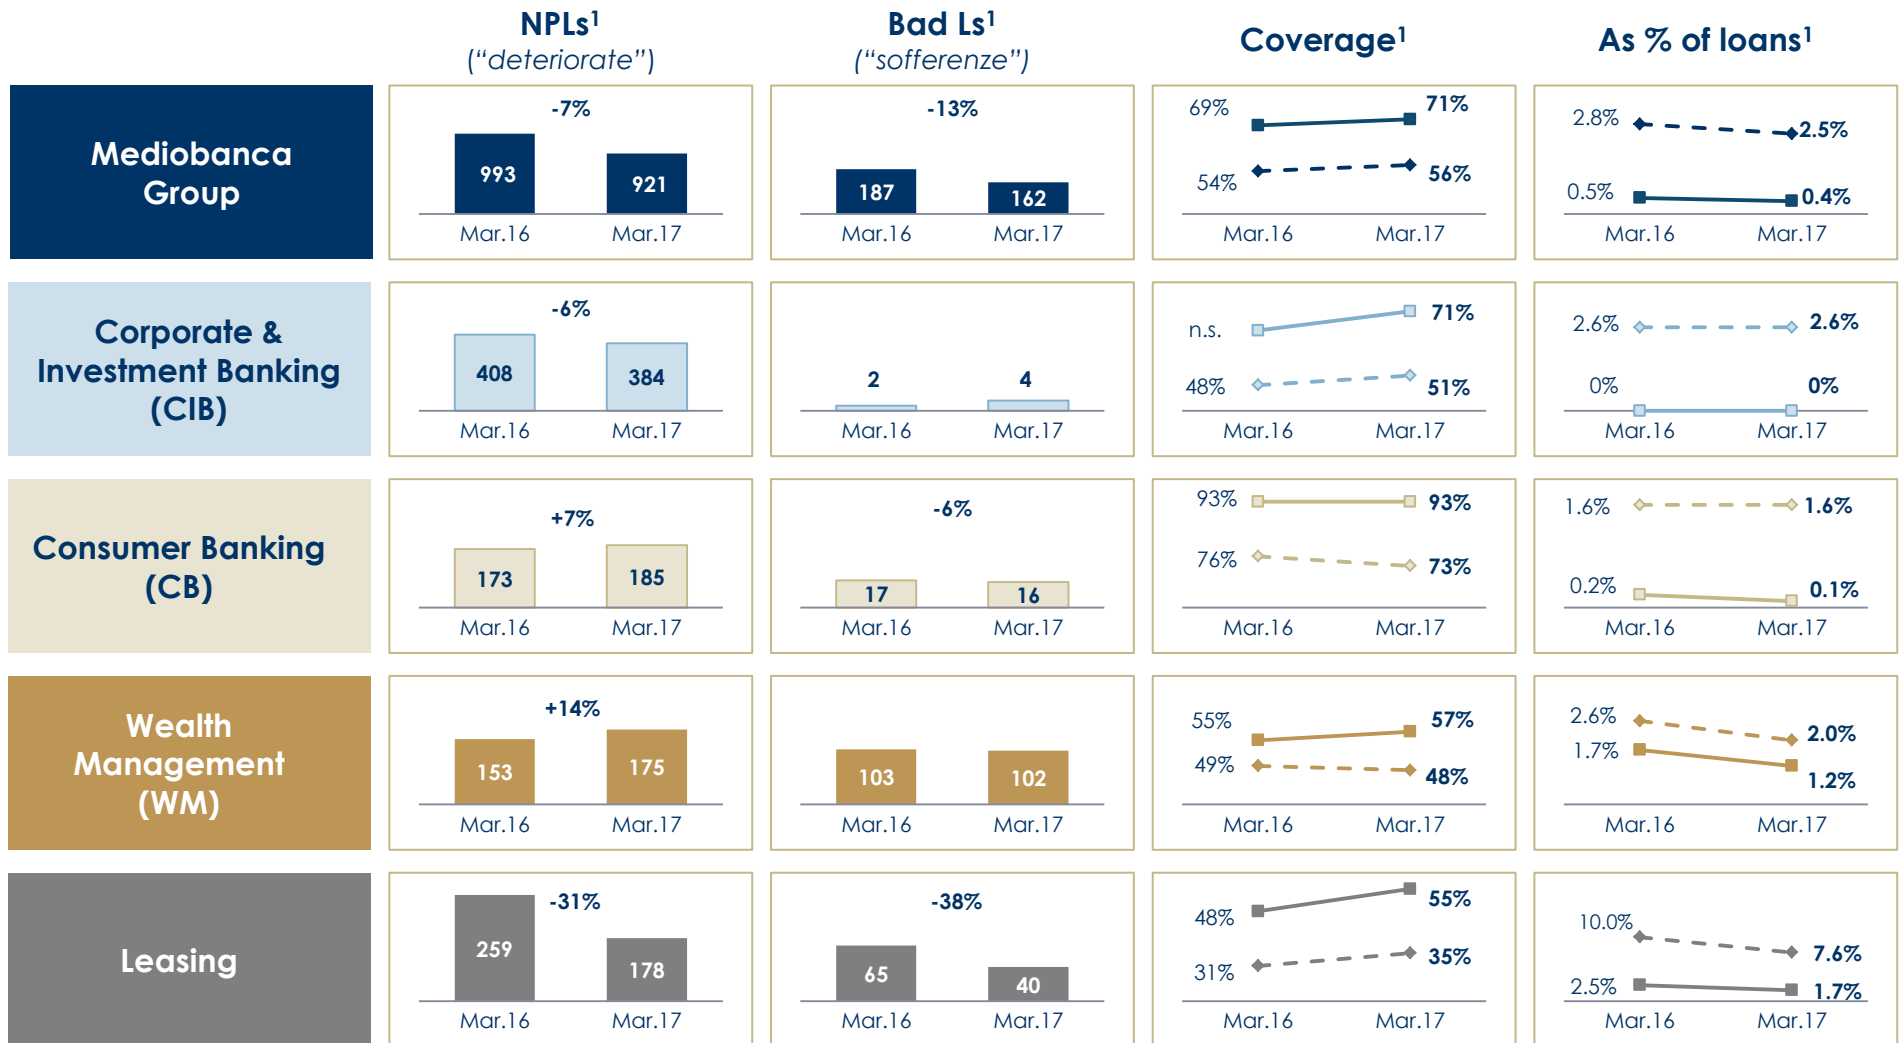 NPLs¹
(“deteriorate”)
Bad Ls¹
(“sofferenze”)
Coverage¹
As % of loans¹
Mediobanca
Group
-7%
993
921
Mar.16
Mar.17
-13%
187
162
Mar.16
Mar.17
69%
71%
54%
56%
Mar.16
Mar.17
2.8%
2.5%
0.5%
0.4%
Mar.16
Mar.17
Corporate &
Investment Banking
(CIB)
-6%
408
384
Mar.16
Mar.17
2
4
Mar.16
Mar.17
n.s.
71%
48%
51%
Mar.16
Mar.17
2.6%
2.6%
0%
0%
Mar.16
Mar.17
Consumer Banking
(CB)
+7%
173
185
Mar.16
Mar.17
-6%
17
16
Mar.16
Mar.17
93%
93%
76%
73%
Mar.16
Mar.17
1.6%
1.6%
0.2%
0.1%
Mar.16
Mar.17
Wealth
Management
(WM)
+14%
153
175
Mar.16
Mar.17
103
102
Mar.16
Mar.17
55%
57%
49%
48%
Mar.16
Mar.17
2.6%
2.0%
1.7%
1.2%
Mar.16
Mar.17
Leasing
-31%
259
178
Mar.16
Mar.17
-38%
65
40
Mar.16
Mar.17
48%
55%
31%
35%
Mar.16
Mar.17
10.0%
7.6%
2.5%
1.7%
Mar.16
Mar.17